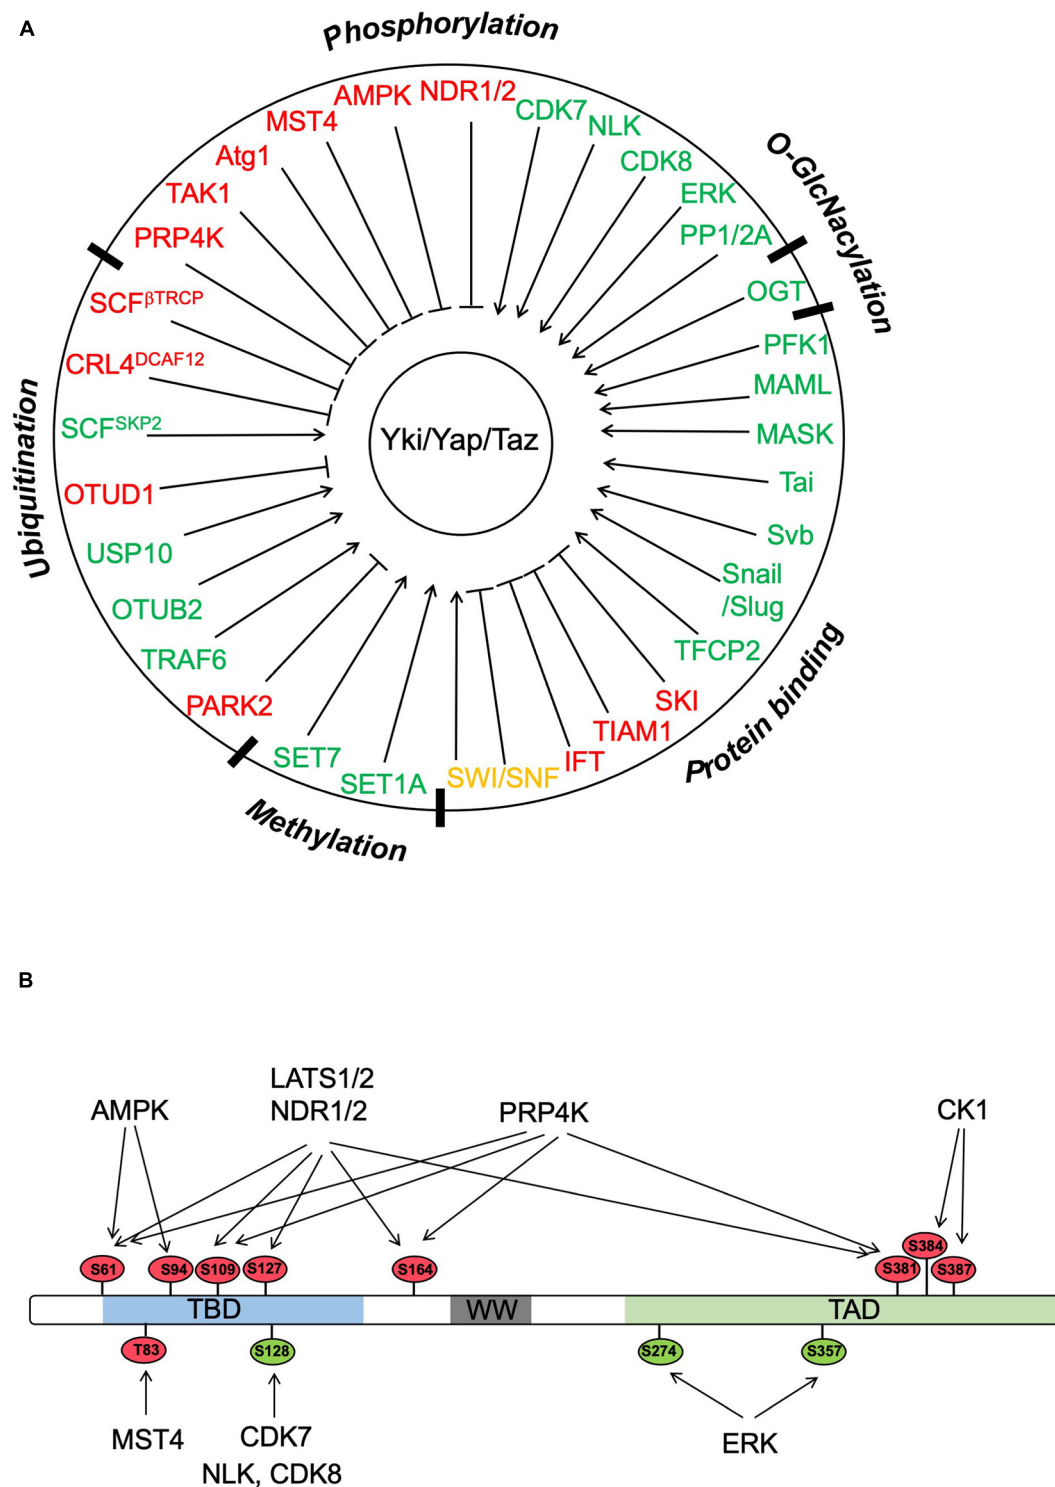 A
Phosphorylation
AMPK NDR1/2
MST4
CDK7
NLK
Atg1
CDK8
TAK1
ERK
PRP4K
PP1/2A
O-GlcNacylation
SCFβTRCP
OGT
PFK1
CRL4DCAF12
MAML
SCFSKP2
Yki/Yap/Taz
MASK
Ubiquitination
OTUD1
Tai
USP10
Svb
OTUB2
Snail
/Slug
TRAF6
TFCP2
PARK2
SKI
Protein binding
SET7
TIAM1
SET1A
SWI/SNF
IFT
Methylation
B
LATS1/2
AMPK
NDR1/2
PRP4K
CK1
S61
S94
S109
S127
S164
S381
S384
S387
TBD
WW
TAD
T83
S128
S274
S357
MST4
CDK7
NLK, CDK8
ERK